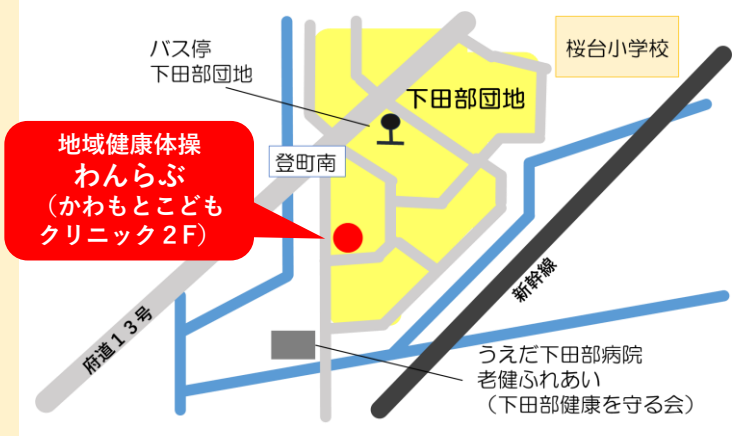 バス停
下田部団地
桜台小学校
下田部団地
地域健康体操
わんらぶ
（かわもとこども
クリニック２F）
登町南
新幹線
府道１３号
うえだ下田部病院
老健ふれあい
（下田部健康を守る会）